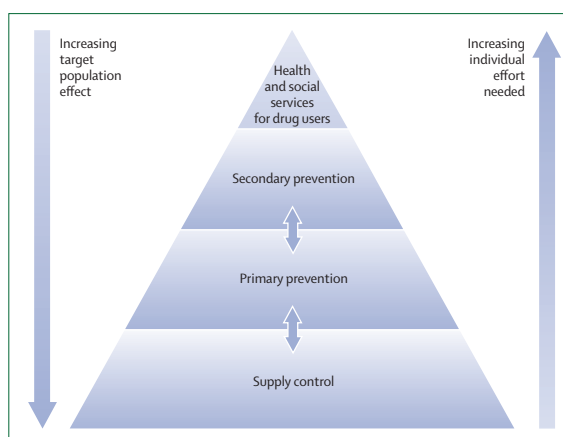 Increasing
target
population
effect
Increasing
individual
effort
needed
Health
and social
services
for drug users
Secondary prevention
Primary prevention
Supply control